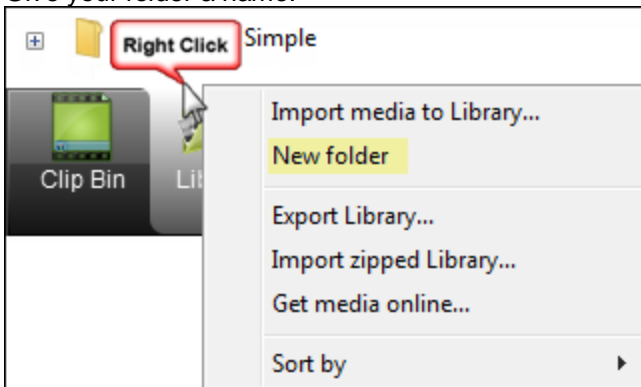 Give your folder a name.
Right Click
Simple
Import media to Library...
New folder
Clip Bin
Li
Export Library...
Import zipped Library...
Get media online...
Sort by